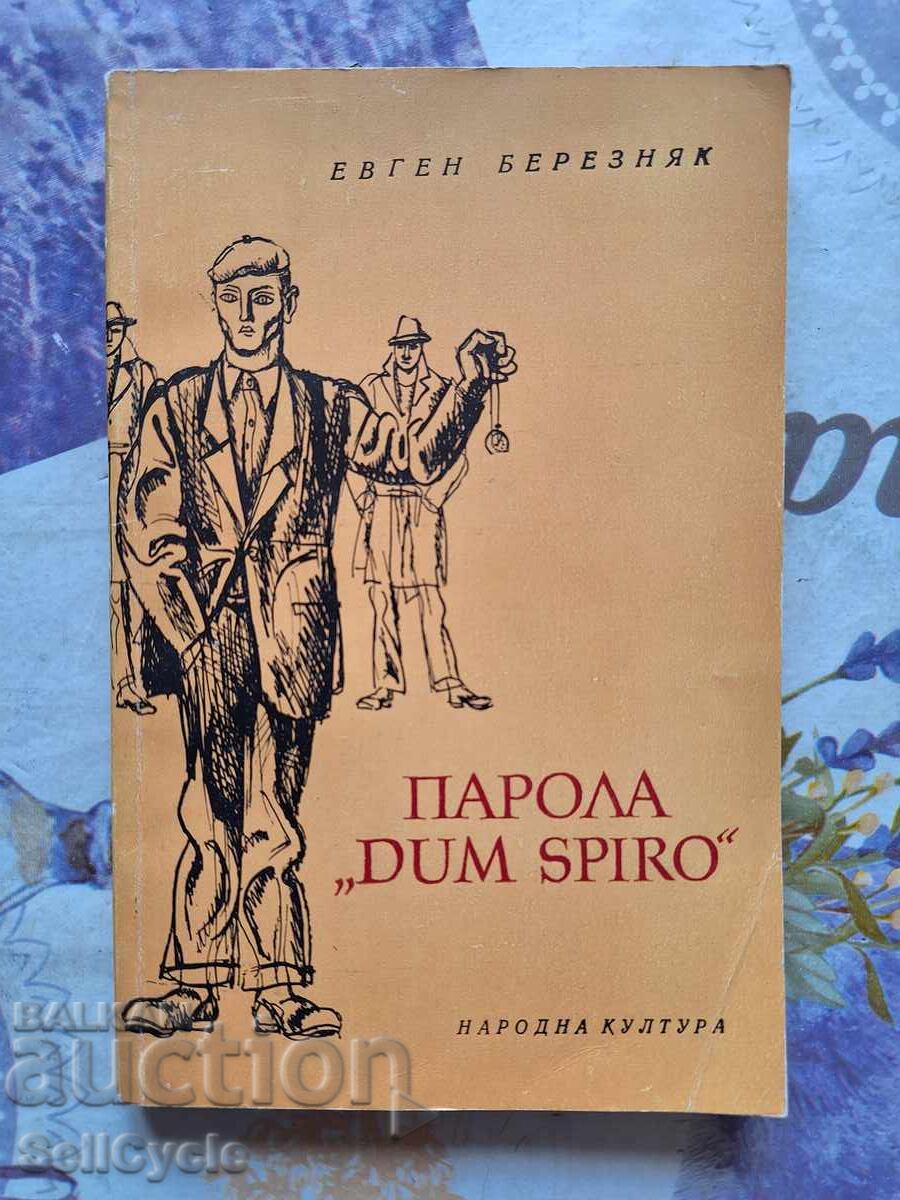 ЕВГЕН БЕРЕЗНЯК
ПАРОЛА
„DUM SPIRO“
НАРОДНА КУЛТУРА
BALKAN
auction
SellCycle